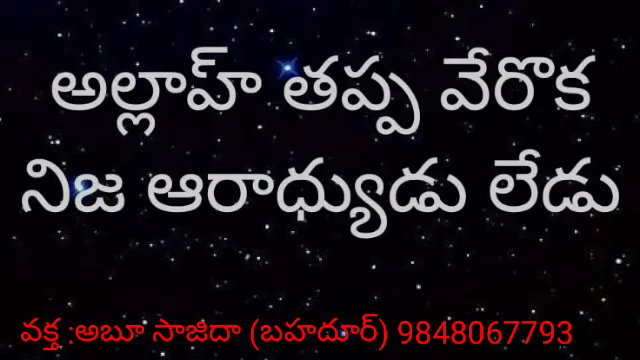 అల్లాహ్ తప్ప వేరొక
నిజ ఆరాధ్యుడు లేడు
వక్త :అబూ సాజిదా (బహదూర్) 9848067793